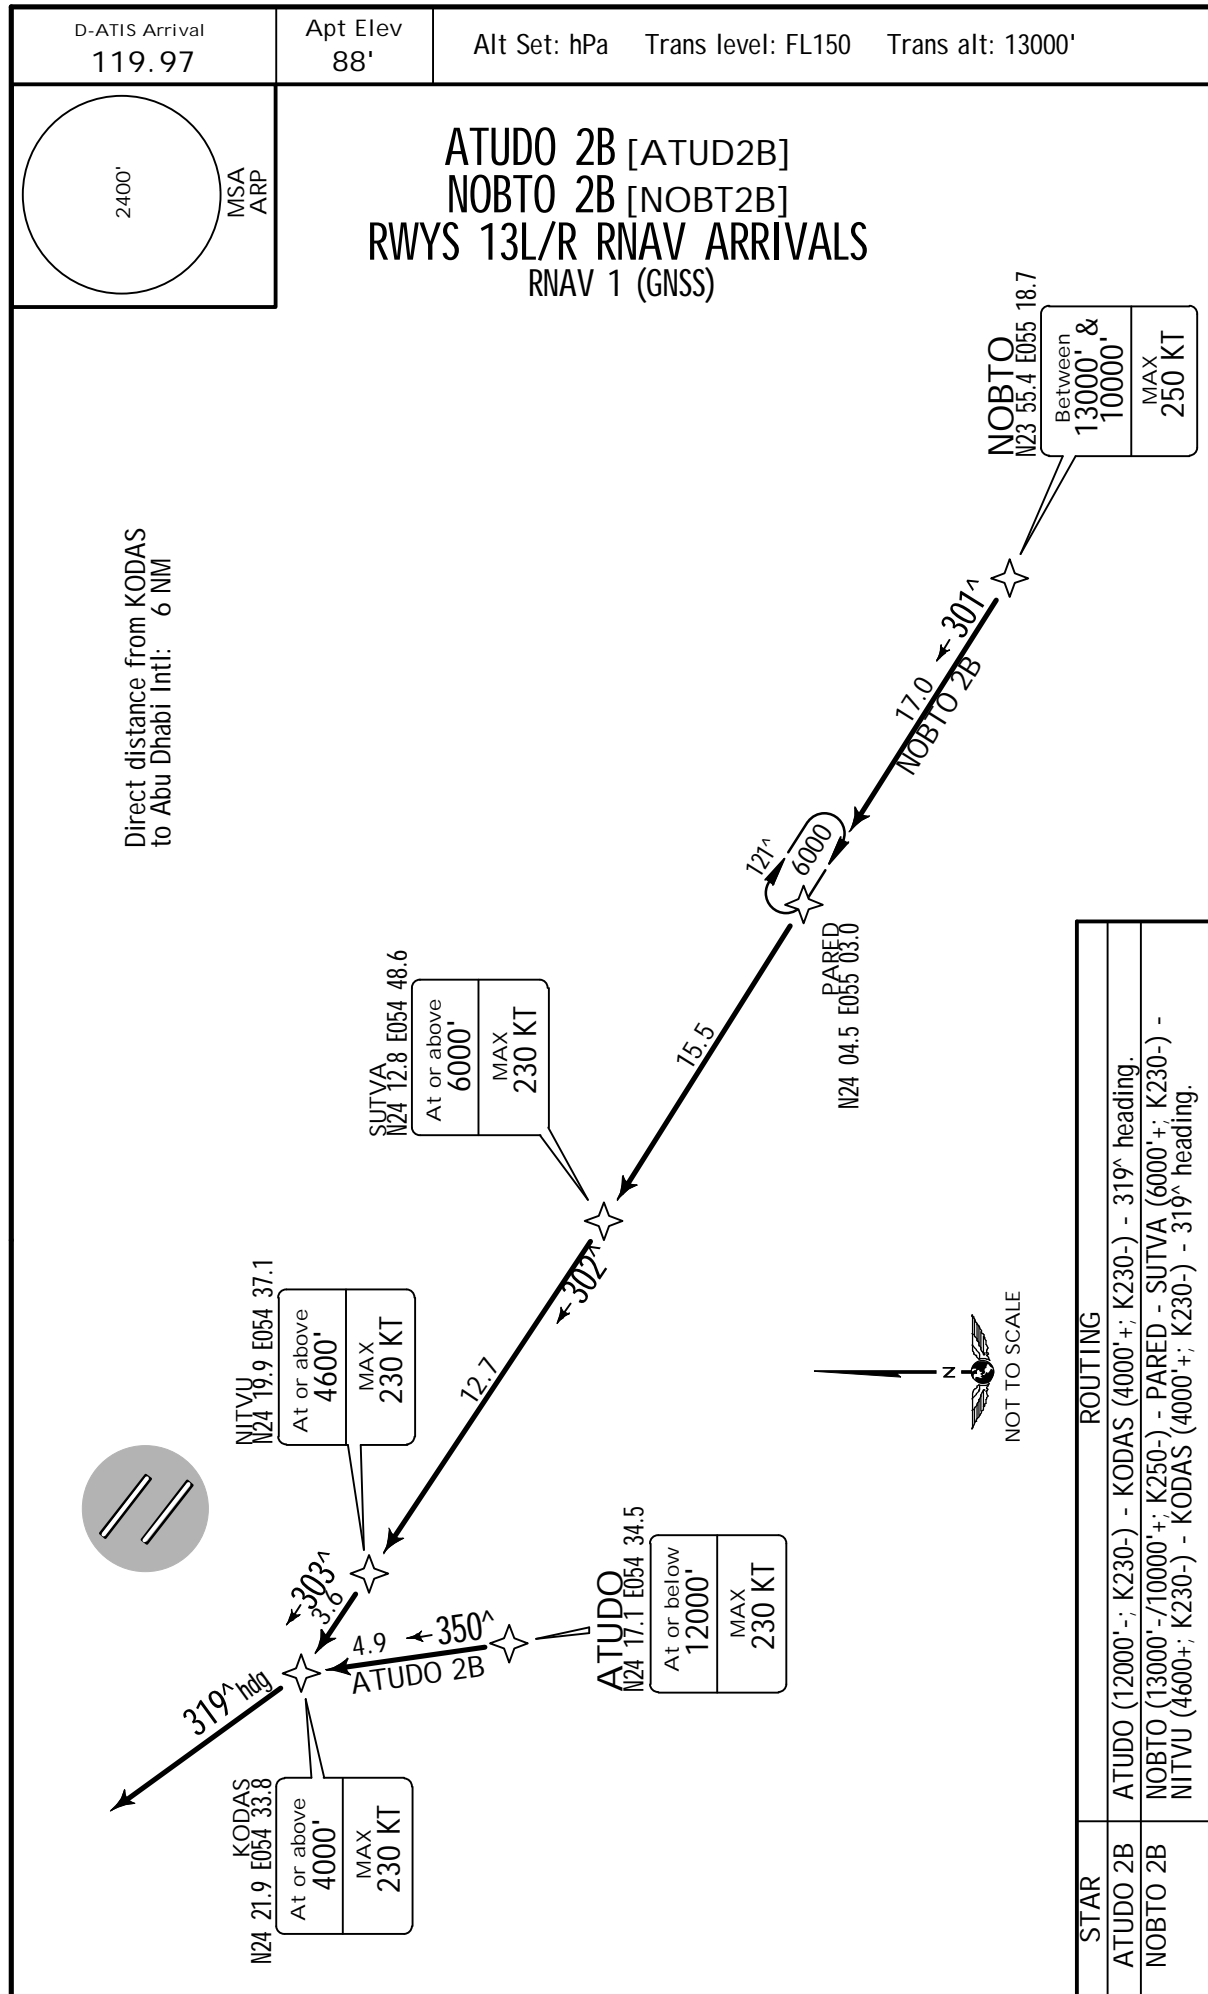 D-ATIS Arrival
119.97
Apt Elev
88'
Alt Set: hPa Trans level: FL150 Trans alt: 13000'
2400'
MSA
ARP
ATUDO 2B [ATUD2B]
NOBTO 2B [NOBT2B]
RWYS 13L/R RNAV ARRIVALS
RNAV 1 (GNSS)
NOBTO
N23 55.4 E055 18.7
Between
13000' &
10000'
MAX
250 KT
Direct distance from KODAS
to Abu Dhabi Intl: 6 NM
301^
17.0
NOBTO 2B
121^
6000
PARED
N24 04.5 E055 03.0
15.5
SUTVA
N24 12.8 E054 48.6
At or above
6000'
MAX
230 KT
302^
12.7
NITVU
N24 19.9 E054 37.1
At or above
4600'
MAX
230 KT
303^
3.6
350^
4.9
ATUDO 2B
ATUDO
N24 17.1 E054 34.5
At or below
12000'
MAX
230 KT
319^ hdg
KODAS
N24 21.9 E054 33.8
At or above
4000'
MAX
230 KT
N
NOT TO SCALE
STAR ROUTING
ATUDO 2B ATUDO (12000'-; K230-) - KODAS (4000'+; K230-) - 319^ heading.
NOBTO 2B NOBTO (13000'-/10000'+; K250-) - PARED - SUTVA (6000'+; K230-) -
NITVU (4600+; K230-) - KODAS (4000'+; K230-) - 319^ heading.